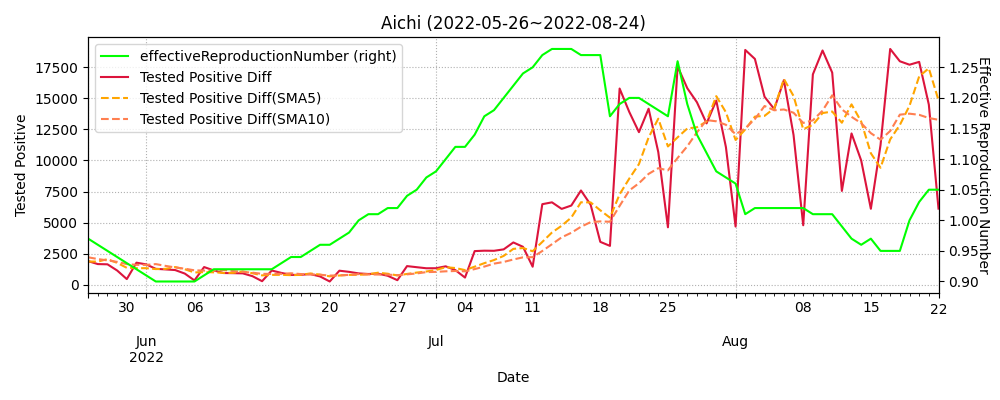 Aichi (2022-05-26~2022-08-24)
effectiveReproductionNumber (right)
Tested Positive Diff
Tested Positive Diff(SMA5)
Tested Positive Diff(SMA10)
Tested Positive
17500
15000
12500
10000
7500
5000
2500
0
1.25
1.20
1.15
1.10
1.05
1.00
0.95
0.90
Effective Reproduction Number
30 06 13 20 27 04 11 18 25 08 15 22
Jun Jul Aug
2022
Date